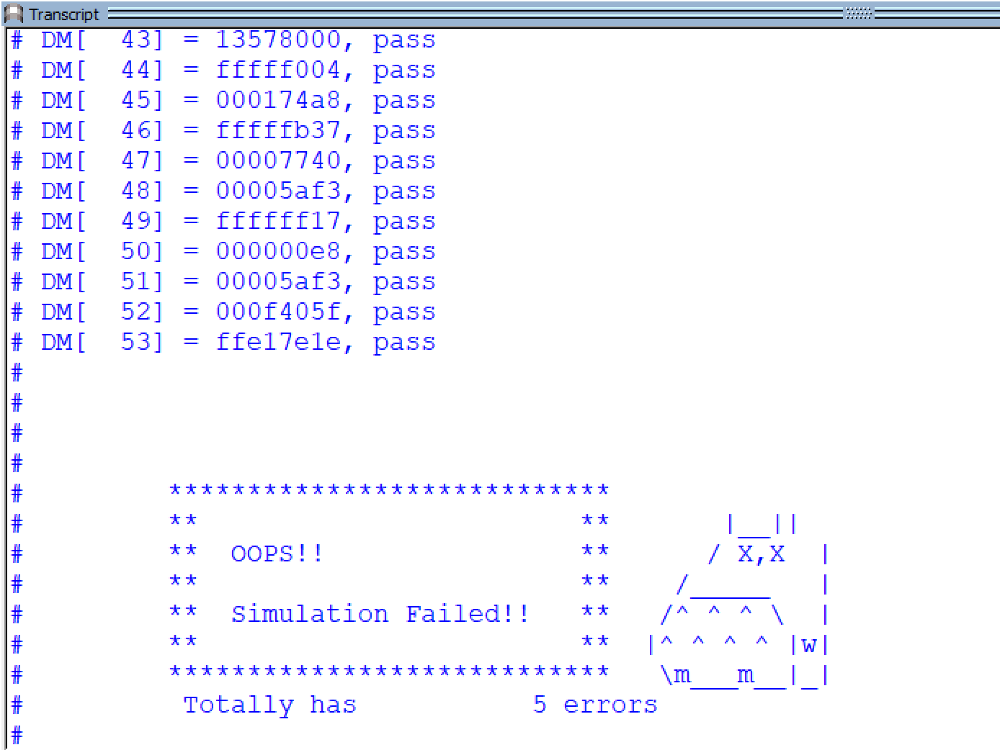 Transcript
# DM[  43] = 13578000, pass
# DM[  44] = fffff004, pass
# DM[  45] = 000174a8, pass
# DM[  46] = fffffb37, pass
# DM[  47] = 00007740, pass
# DM[  48] = 00005af3, pass
# DM[  49] = ffffff17, pass
# DM[  50] = 000000e8, pass
# DM[  51] = 00005af3, pass
# DM[  52] = 000f405f, pass
# DM[  53] = ffe17e1e, pass
#
#
#
#
#          ****************************
#          **                        **       |__||
#          **  OOPS!!                **      / X,X  |
#          **                        **    /_____   |
#          **  Simulation Failed!!   **   /^ ^ ^ \  |
#          **                        **  |^ ^ ^ ^ |w|
#          ****************************   \m___m__|_|
#           Totally has           5 errors
#